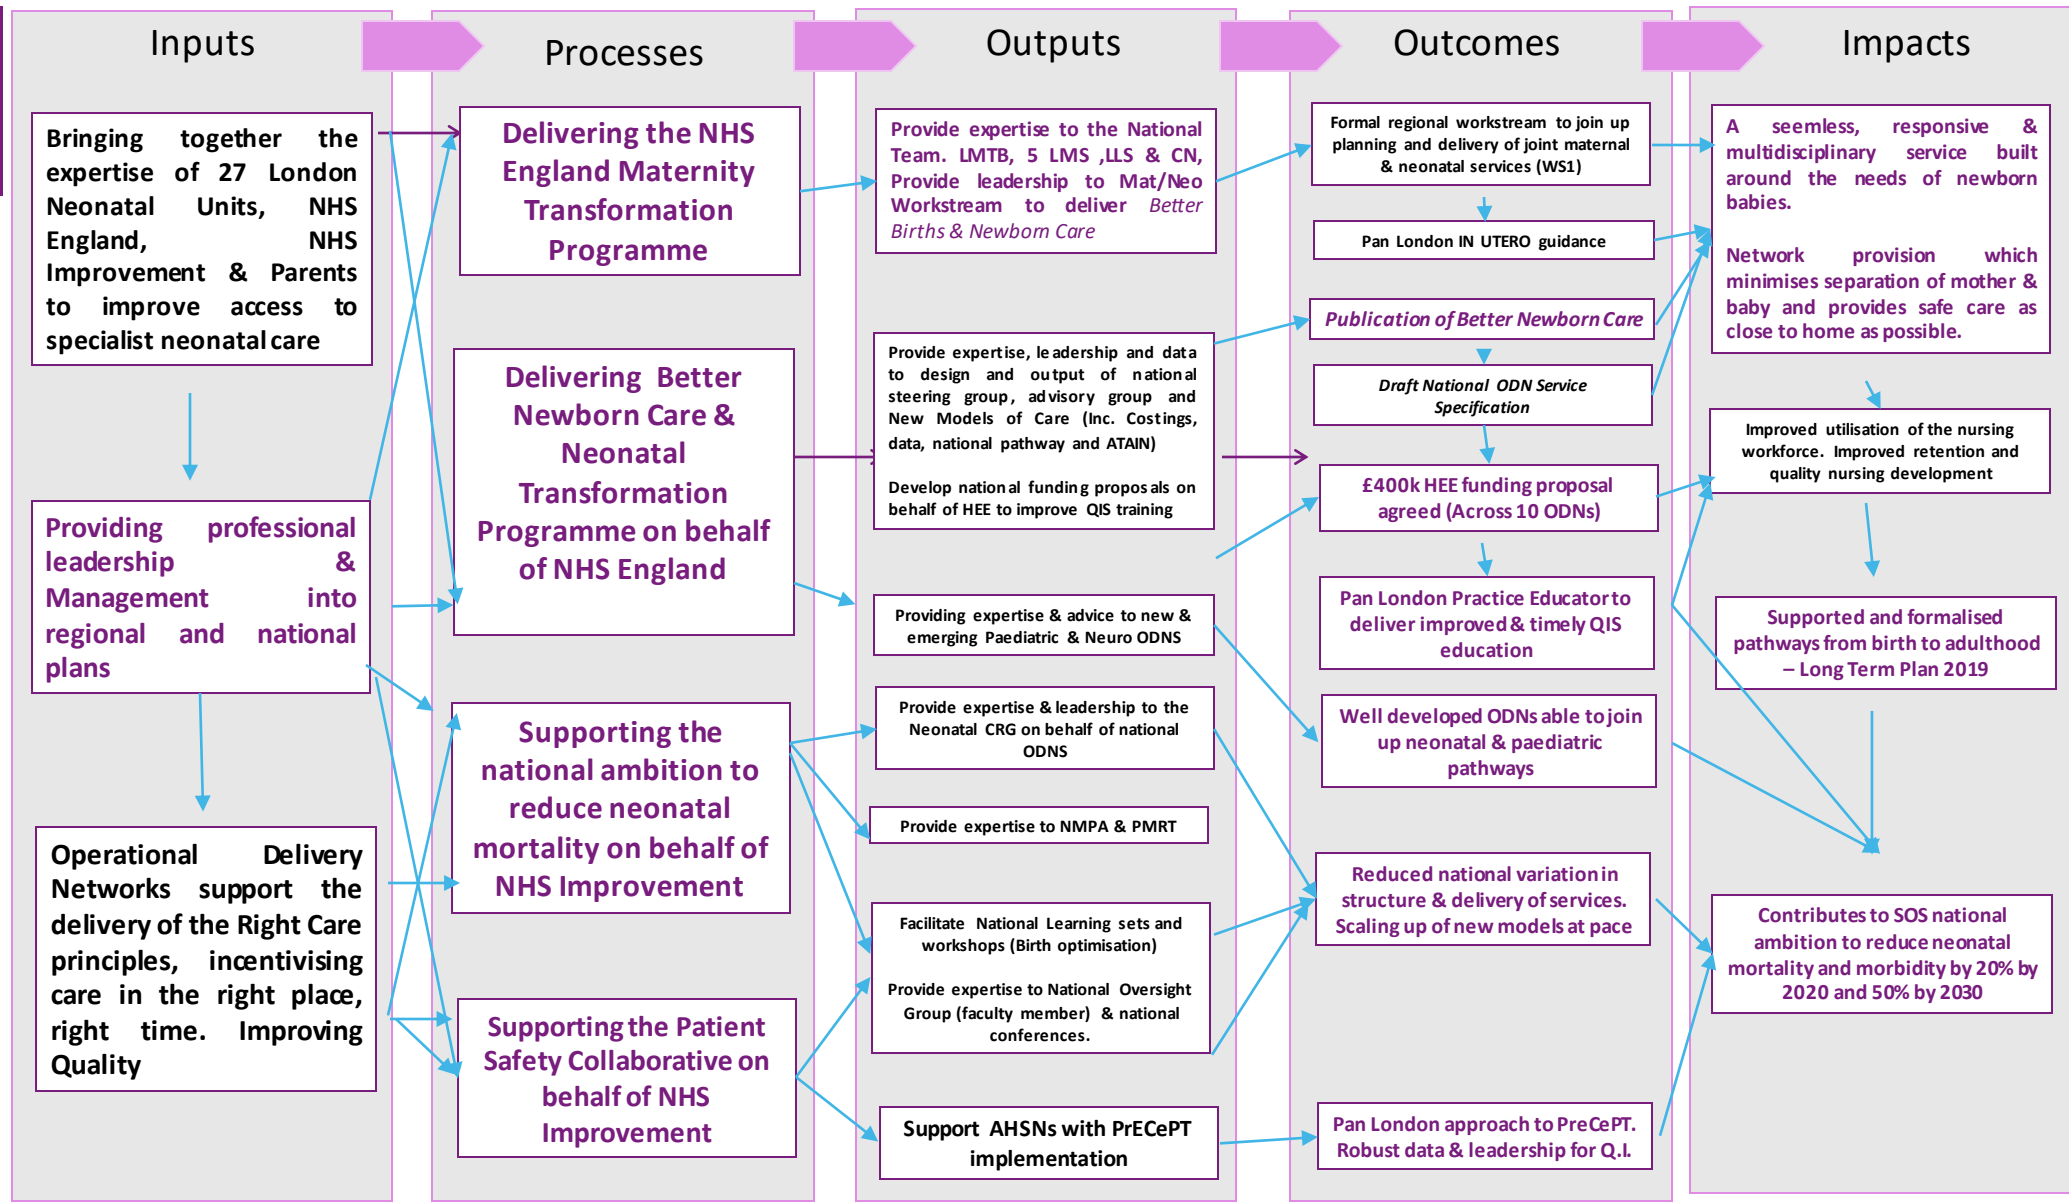 Inputs
Processes
Outputs
Outcomes
Impacts
Bringing together the
expertise of 27 London
Neonatal Units, NHS
England, NHS
Improvement & Parents
to improve access to
specialist neonatal care
Providing professional
leadership &
Management into
regional and national
plans
Operational Delivery
Networks support the
delivery of the Right Care
principles, incentivising
care in the right place,
right time. Improving
Quality
Delivering the NHS
England Maternity
Transformation
Programme
Delivering Better
Newborn Care &
Neonatal
Transformation
Programme on behalf
of NHS England
Supporting the
national ambition to
reduce neonatal
mortality on behalf of
NHS Improvement
Supporting the Patient
Safety Collaborative on
behalf of NHS
Improvement
Provide expertise to the National
Team. LMTB, 5 LMS ,LLS & CN,
Provide leadership to Mat/Neo
Workstream to deliver Better
Births & Newborn Care
Provide expertise, leadership and data
to design and output of national
steering group, advisory group and
New Models of Care (Inc. Costings,
data, national pathway and ATAIN)
Develop national funding proposals on
behalf of HEE to improve QIS training
Providing expertise & advice to new &
emerging Paediatric & Neuro ODNS
Provide expertise & leadership to the
Neonatal CRG on behalf of national
ODNS
Provide expertise to NMPA & PMRT
Facilitate National Learning sets and
workshops (Birth optimisation)
Provide expertise to National Oversight
Group (faculty member) & national
conferences.
Support AHSNs with PrECePT
implementation
Formal regional workstream to join up
planning and delivery of joint maternal
& neonatal services (WS1)
Pan London IN UTERO guidance
Publication of Better Newborn Care
Draft National ODN Service
Specification
£400k HEE funding proposal
agreed (Across 10 ODNs)
Pan London Practice Educator to
deliver improved & timely QIS
education
Well developed ODNs able to join
up neonatal & paediatric
pathways
Reduced national variation in
structure & delivery of services.
Scaling up of new models at pace
Pan London approach to PreCePT.
Robust data & leadership for Q.I.
A seemless, responsive &
multidisciplinary service built
around the needs of newborn
babies.
Network provision which
minimises separation of mother &
baby and provides safe care as
close to home as possible.
Improved utilisation of the nursing
workforce. Improved retention and
quality nursing development
Supported and formalised
pathways from birth to adulthood
– Long Term Plan 2019
Contributes to SOS national
ambition to reduce neonatal
mortality and morbidity by 20% by
2020 and 50% by 2030